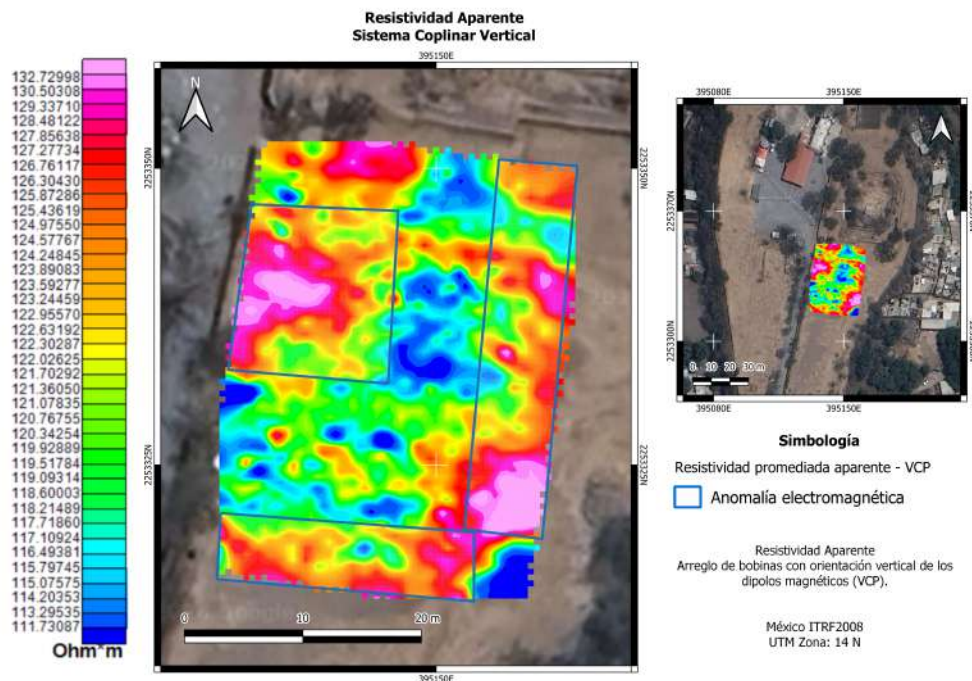 Resistividad Aparente
Sistema Coplinar Vertical
395150E
N
2253350N
2253325N
2253350N
2253325N
0 10 20 m
395150E
132.72998
130.50308
129.33710
128.48122
127.85638
127.27734
126.76117
126.30430
125.87286
125.43619
124.97550
124.57767
124.24845
123.89083
123.59277
123.24459
122.95570
122.63192
122.30827
122.02625
121.70292
121.36050
121.07835
120.76755
120.34254
119.92889
119.51784
119.09314
118.60003
118.21489
117.71860
117.10924
116.49381
115.79745
115.07575
114.20353
113.29535
111.73087
Ohm*m
395080E 395150E
2253370N
2253300N
0 10 20 30 m
395080E 395150E
Simbología
Resistividad promediada aparente - VCP
Anomalía electromagnética
Resistividad Aparente
Arreglo de bobinas con orientación vertical de los
dipolos magnéticos (VCP).
México ITRF2008
UTM Zona: 14 N